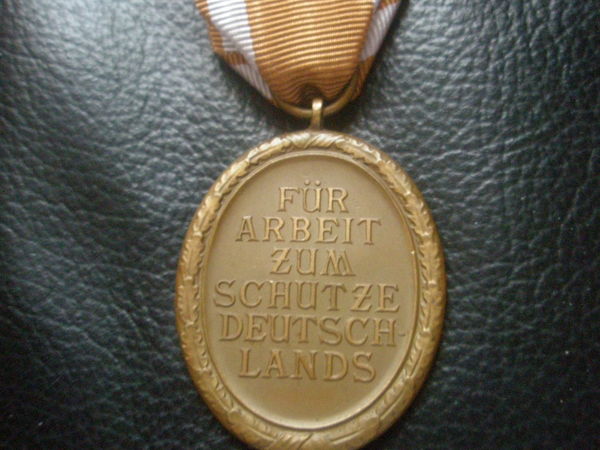 FÜR
ARBEIT
ZUM
SCHUTZE
DEUTSCH-
LANDS